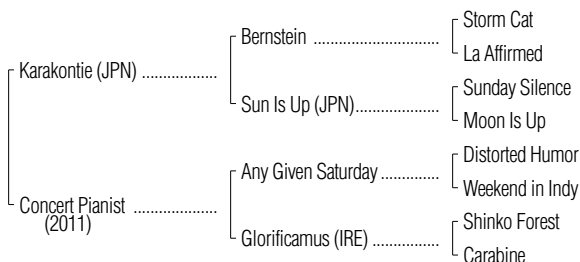 Storm Cat
Bernstein ................................
La Affirmed
Karakontie (JPN) ...................
Sunday Silence
Sun Is Up (JPN).....................
Moon Is Up
Distorted Humor
Any Given Saturday ..............
Weekend in Indy
Concert Pianist .....................
(2011)
Shinko Forest
Glorificamus (IRE) ................
Carabine